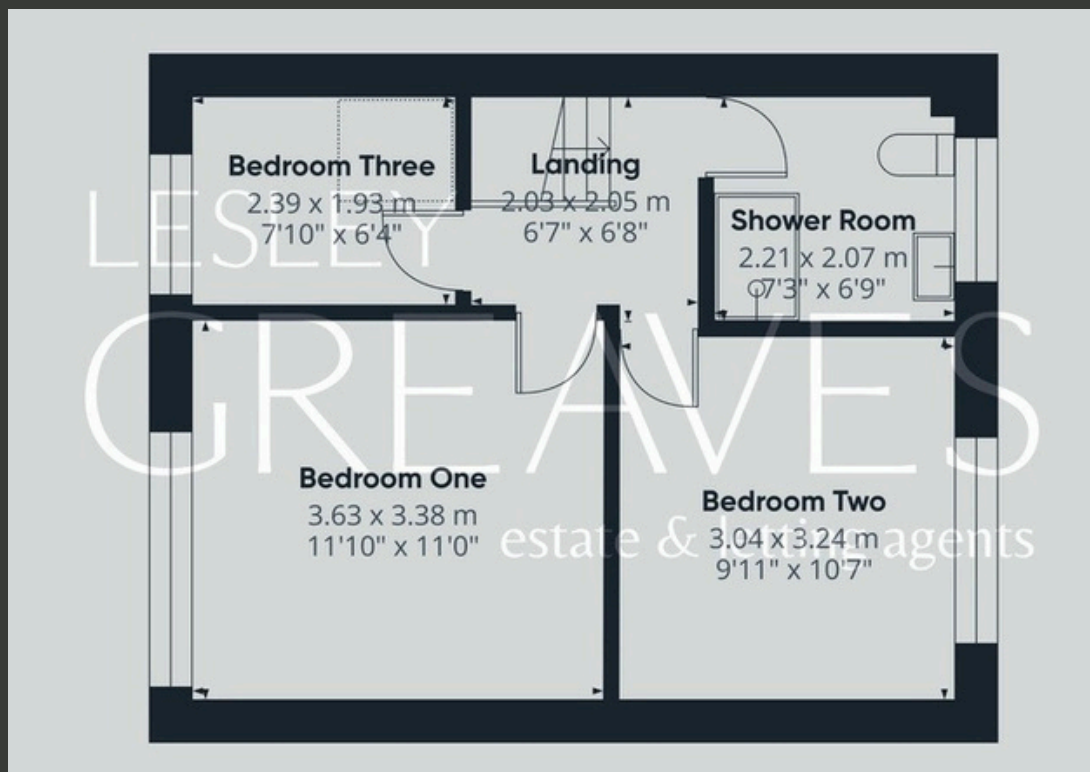 Bedroom Three
2.39 x 1.93 m
7'10" x 6'4"
Landing
2.03 x 2.05 m
6'7" x 6'8"
Shower Room
2.21 x 2.07 m
7'3" x 6'9"
LESLEY
GREAVES
estate & letting agents
Bedroom One
3.63 x 3.38 m
11'10" x 11'0"
Bedroom Two
3.04 x 3.24 m
9'11" x 10'7"